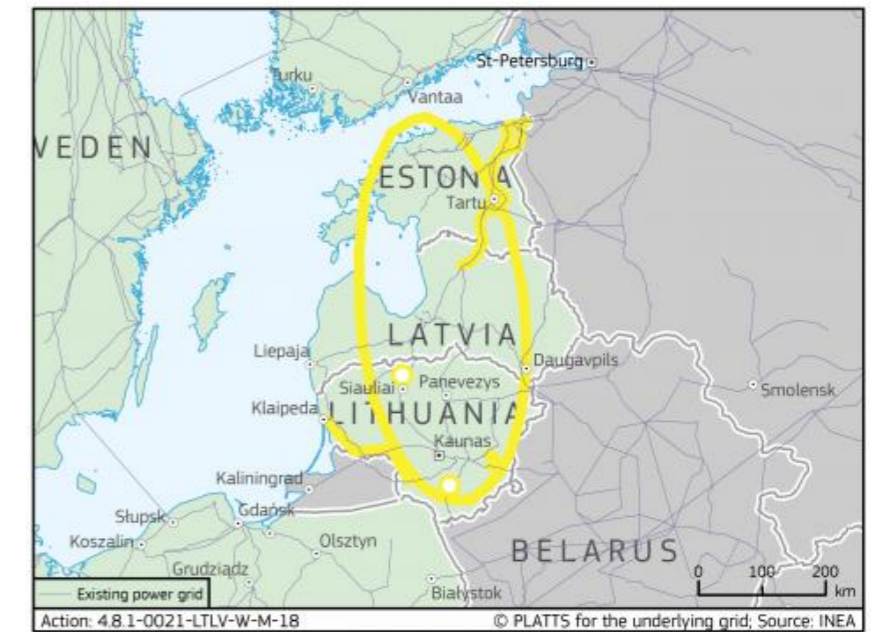 St-Petersburg
Turku
Vantaa
VEDEN
ESTONIA
Tartu
LATVIA
Liepaja
Daugavpils
Siauliai
Panevezys
Smolensk
Klaipeda
LITHUANIA
Kaunas
Kaliningrad
Słupsk
Gdańsk
Koszalin
Olsztyn
BELARUS
Grudziądz
Białystok
0 100 200
km
Existing power grid
Action: 4.8.1-0021-LTLV-W-M-18
© PLATTS for the underlying grid; Source: INEA